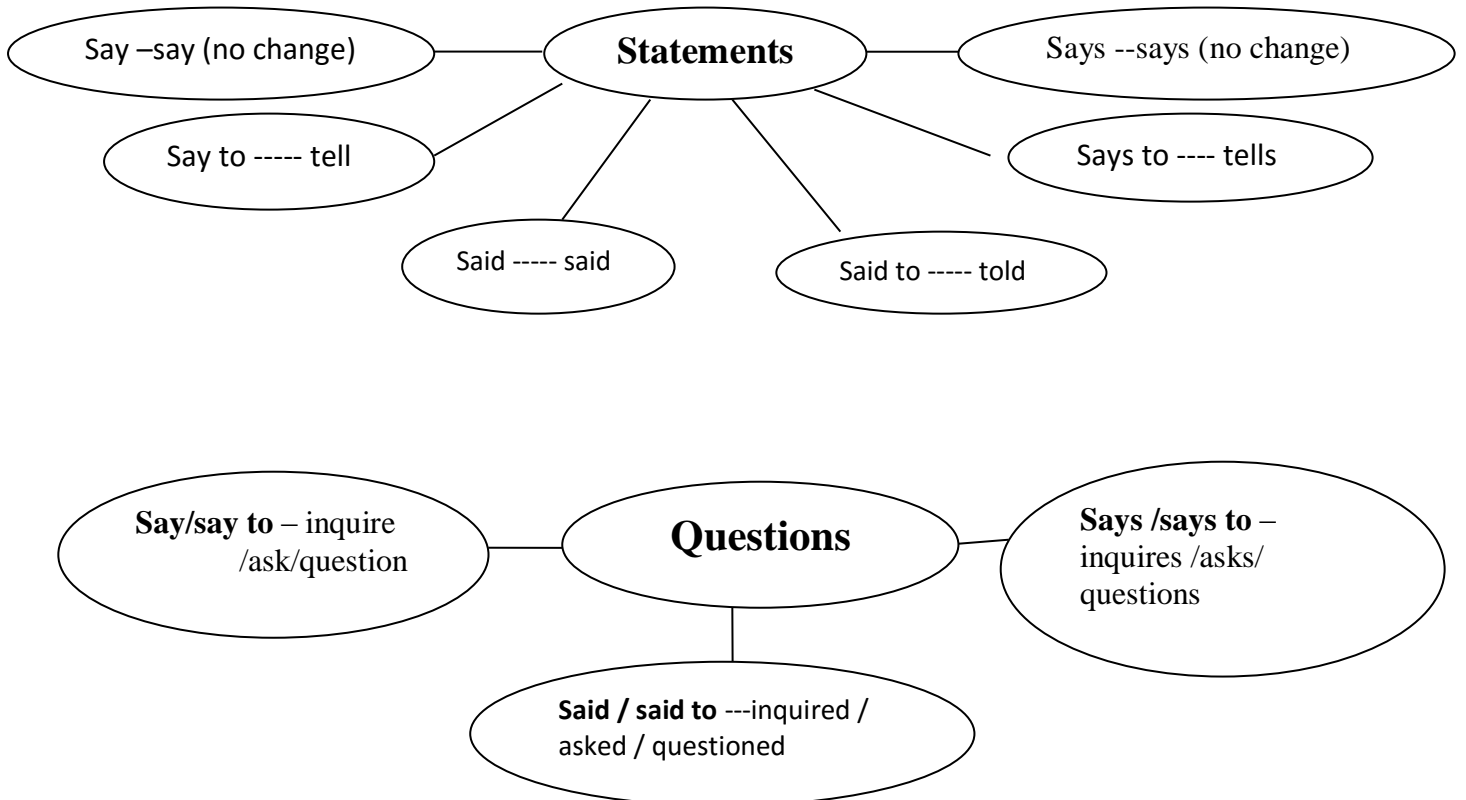 Say –say (no change)
Statements
Says --says (no change)
Say to ----- tell
Says to ---- tells
Said ----- said
Said to ----- told
Say/say to – inquire
/ask/question
Questions
Says /says to –
inquires /asks/
questions
Said / said to ---inquired /
asked / questioned